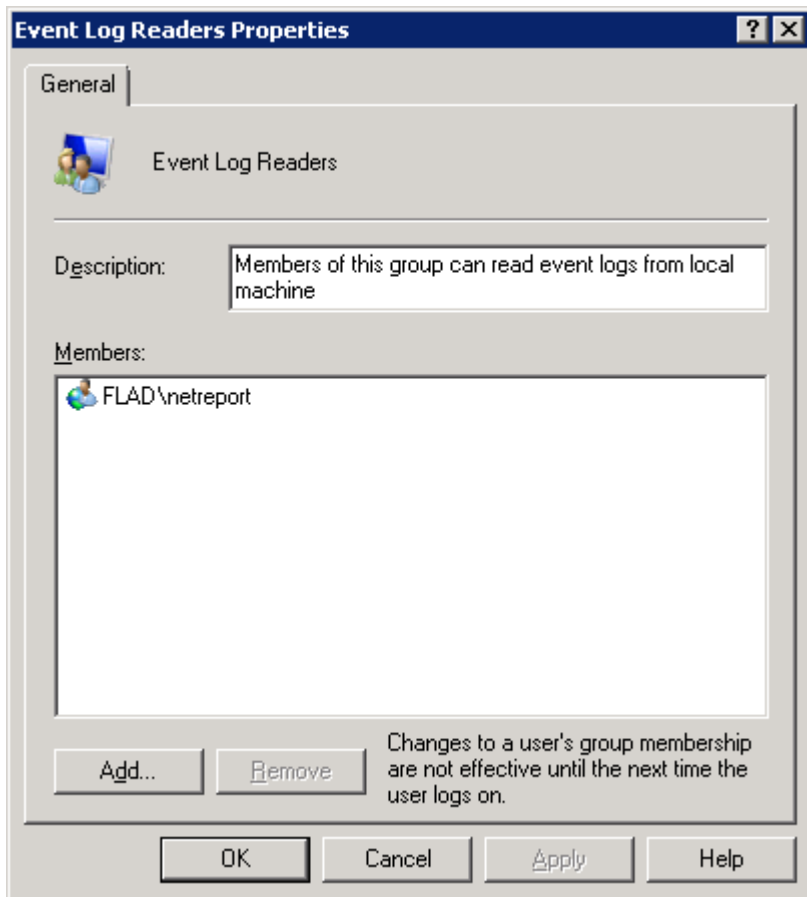 Event Log Readers Properties
General
Event Log Readers
Description:
Members of this group can read event logs from local
machine
Members:
FLAD\netreport
Add...
Remove
Changes to a user's group membership
are not effective until the next time the
user logs on.
OK
Cancel
Apply
Help